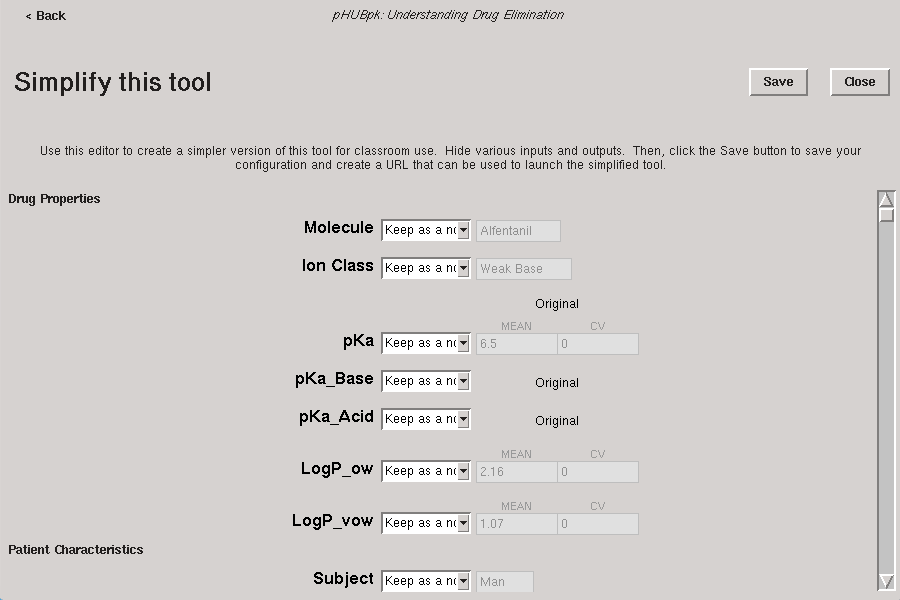 < Back
pHUBpk: Understanding Drug Elimination
Simplify this tool
Save
Close
Use this editor to create a simpler version of this tool for classroom use. Hide various inputs and outputs. Then, click the Save button to save your
configuration and create a URL that can be used to launch the simplified tool.
Drug Properties
Molecule Keep as a no Alfentanil
Ion Class Keep as a no Weak Base
Original
MEAN CV
pKa Keep as a no 6.5 0
pKa_Base Keep as a no Original
pKa_Acid Keep as a no Original
MEAN CV
LogP_ow Keep as a no 2.16 0
MEAN CV
LogP_vow Keep as a no 1.07 0
Patient Characteristics
Subject Keep as a no Man